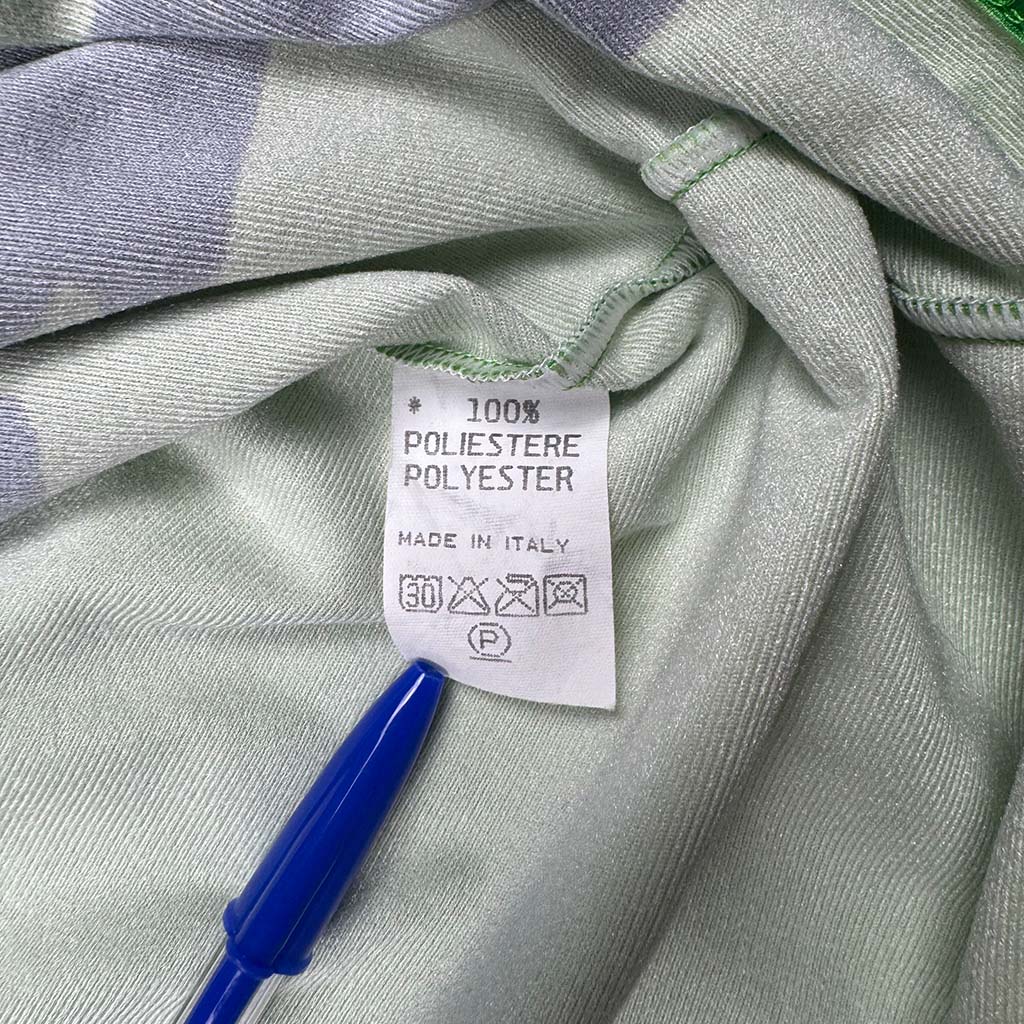 * 100%
POLIESTERE
POLYESTER
MADE IN ITALY
30
P